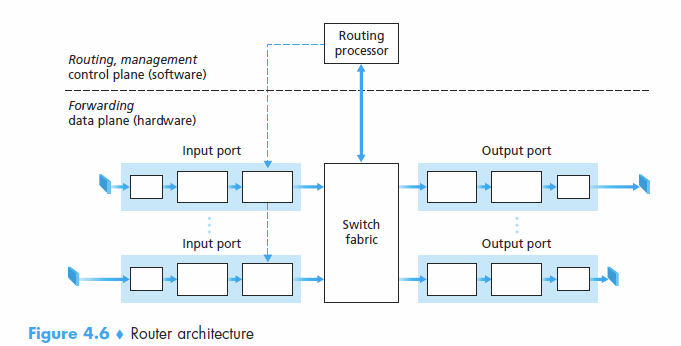 Routing
processor
Routing, management
control plane (software)
Forwarding
data plane (hardware)
Input port
Output port
Switch
fabric
Input port
Output port
Figure 4.6 ♦ Router architecture